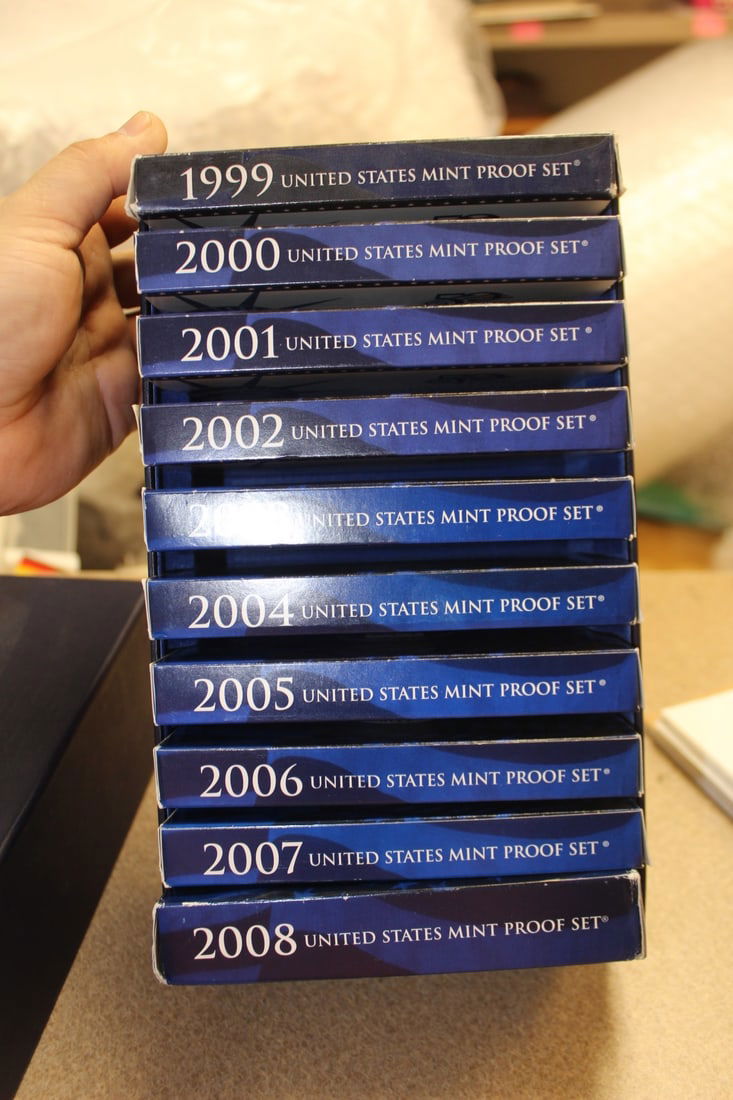 1999 UNITED STATES MINT PROOF SET®
2000 UNITED STATES MINT PROOF SET®
2001 UNITED STATES MINT PROOF SET®
2002 UNITED STATES MINT PROOF SET®
UNITED STATES MINT PROOF SET®
2004 UNITED STATES MINT PROOF SET®
2005 UNITED STATES MINT PROOF SET®
2006 UNITED STATES MINT PROOF SET®
2007 UNITED STATES MINT PROOF SET®
2008 UNITED STATES MINT PROOF SET®